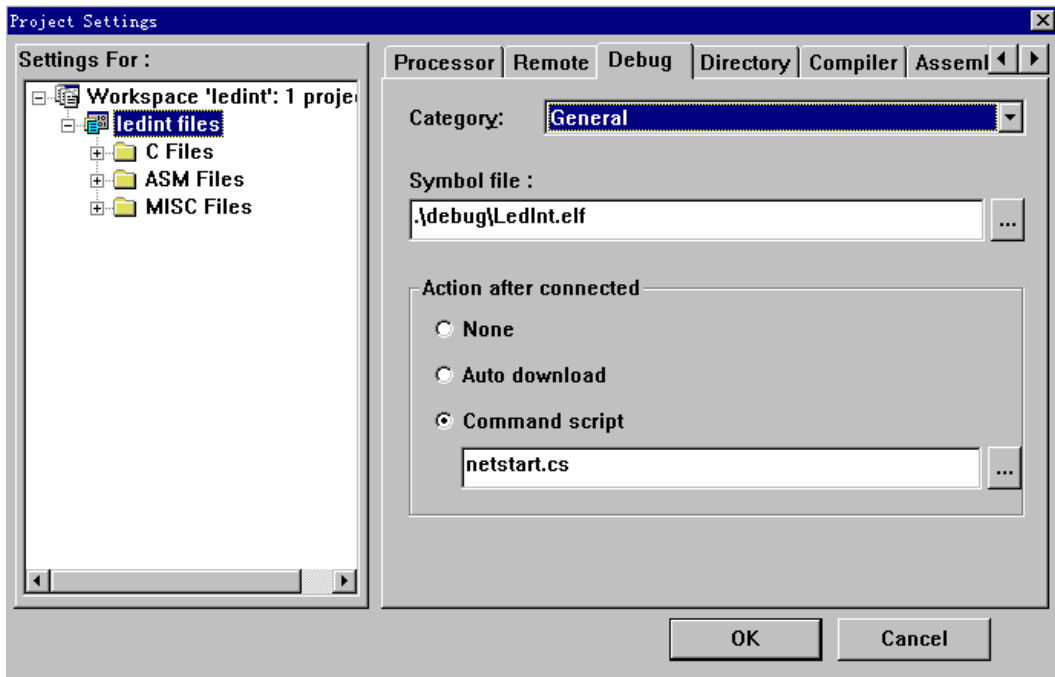 Project Settings
Settings For :
Workspace 'ledint': 1 proje
ledint files
C Files
ASM Files
MISC Files
Processor Remote Debug Directory Compiler Asseml
Category: General
Symbol file :
.\debug\LedInt.elf
...
Action after connected
None
Auto download
Command script
netstart.cs
...
OK Cancel